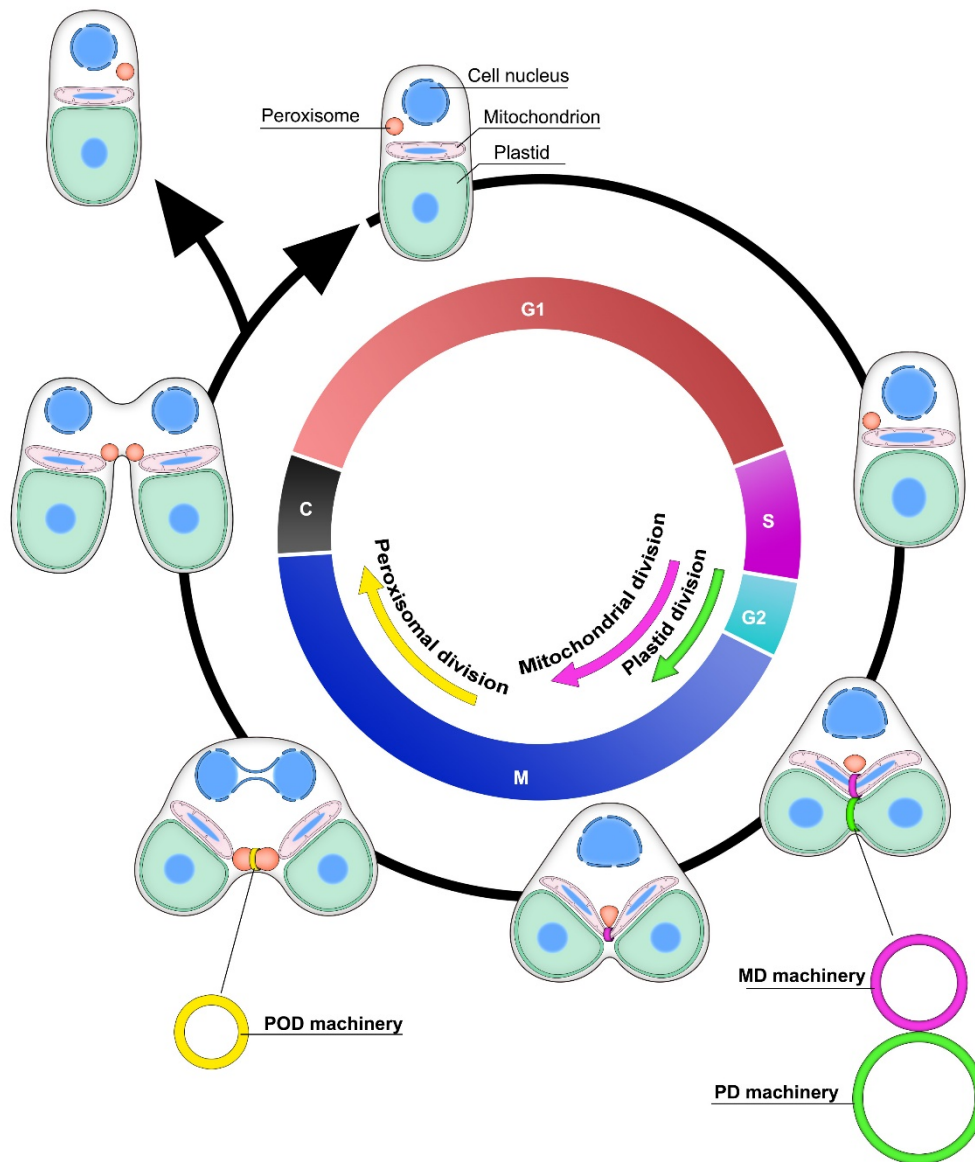 Cell nucleus
Peroxisome
Mitochondrion
Plastid
G1
S
C
G2
M
Peroxisomal division
Mitochondrial division
Plastid division
MD machinery
POD machinery
PD machinery